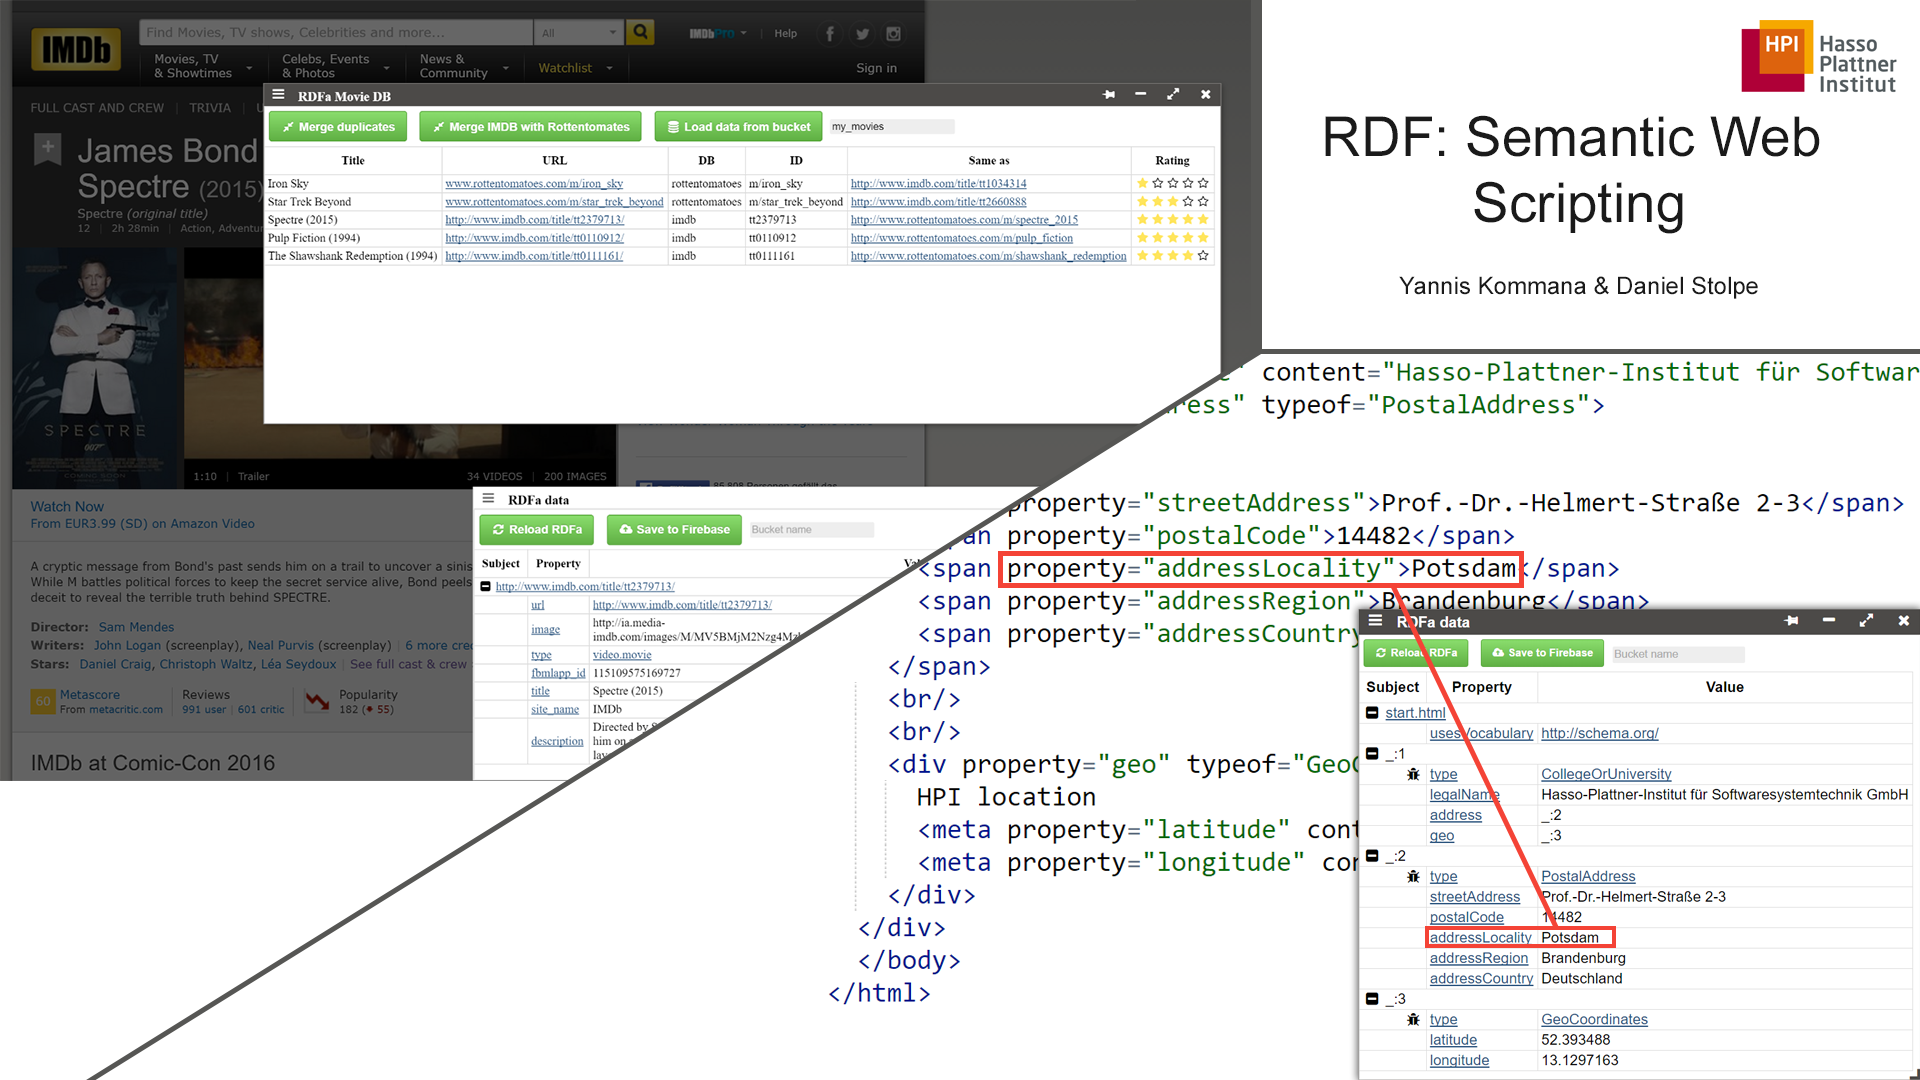 IMDb
Find Movies, TV shows, Celebrities and more...
All
IMDbPro
Help
Movies, TV
& Showtimes
Celebs, Events
& Photos
News &
Community
Watchlist
Sign in
FULL CAST AND CREW
TRIVIA
James Bond
Spectre (2015)
Spectre (original title)
12 | 2h 28min | Action, Adventur
SPECTRE
007
COMING SOON
1:10 | Trailer
34 VIDEOS | 200 IMAGES
Watch Now
From EUR3.99 (SD) on Amazon Video
A cryptic message from Bond's past sends him on a trail to uncover a sinis
While M battles political forces to keep the secret service alive, Bond peels
deceit to reveal the terrible truth behind SPECTRE.
Director: Sam Mendes
Writers: John Logan (screenplay), Neal Purvis (screenplay) | 6 more cre
Stars: Daniel Craig, Christoph Waltz, Léa Seydoux | See full cast & crew
60
Metascore
From metacritic.com
Reviews
991 user | 601 critic
Popularity
182 (55)
IMDb at Comic-Con 2016
RDFa Movie DB
Merge duplicates
Merge IMDB with Rottentomates
Load data from bucket
my_movies
Title URL DB ID Same as Rating
Iron Sky www.rottentomatoes.com/m/iron_sky rottentomatoes m/iron_sky http://www.imdb.com/title/tt1034314
Star Trek Beyond www.rottentomatoes.com/m/star_trek_beyond rottentomatoes m/star_trek_beyond http://www.imdb.com/title/tt2660888
Spectre (2015) http://www.imdb.com/title/tt2379713/ imdb tt2379713 http://www.rottentomatoes.com/m/spectre_2015
Pulp Fiction (1994) http://www.imdb.com/title/tt0110912/ imdb tt0110912 http://www.rottentomatoes.com/m/pulp_fiction
The Shawshank Redemption (1994) http://www.imdb.com/title/tt0111161/ imdb tt0111161 http://www.rottentomatoes.com/m/shawshank_redemption
RDFa data
Reload RDFa
Save to Firebase
Bucket name
Subject Property
http://www.imdb.com/title/tt2379713/
url http://www.imdb.com/title/tt2379713/
image http://ia.media-
imdb.com/images/M/MV5BMjM2Nzg4Mz
type video.movie
fbmlapp_id 115109575169727
title Spectre (2015)
site_name IMDb
description Directed by
him on
HPI Hasso
Plattner
Institut
RDF: Semantic Web
Scripting
Yannis Kommana & Daniel Stolpe
content="Hasso-Plattner-Institut für Softwar
ress" typeof="PostalAddress">
property="streetAddress">Prof.-Dr.-Helmert-Straße 2-3</span>
an property="postalCode">14482</span>
<span property="addressLocality">Potsdam</span>
<span property="addressRegion">Brandenburg</span>
<span property="addressCountry
</span>
<br/>
<br/>
<div property="geo" typeof="GeoC
HPI location
<meta property="latitude" cont
<meta property="longitude" con
</div>
</div>
</body>
</html>
RDFa data
Reload RDFa
Save to Firebase
Bucket name
Subject Property Value
start.html
usesVocabulary http://schema.org/
_:1
type CollegeOrUniversity
legalName Hasso-Plattner-Institut für Softwaresystemtechnik GmbH
address _:2
geo _:3
_:2
type PostalAddress
streetAddress Prof.-Dr.-Helmert-Straße 2-3
postalCode 14482
addressLocality Potsdam
addressRegion Brandenburg
addressCountry Deutschland
_:3
type GeoCoordinates
latitude 52.393488
longitude 13.1297163